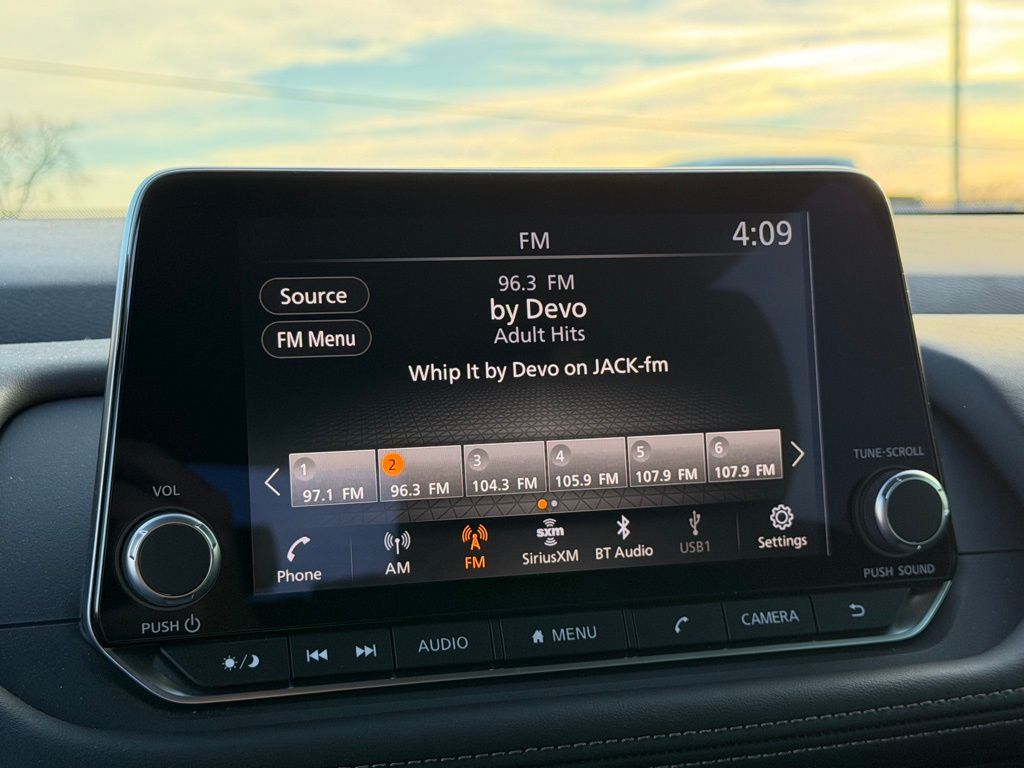 FM
4:09
Source
96.3 FM
by Devo
FM Menu
Adult Hits
Whip It by Devo on JACK-fm
1
2
3
4
5
6
97.1 FM
96.3 FM
104.3 FM
105.9 FM
107.9 FM
107.9 FM
VOL
TUNE·SCROLL
Phone
AM
FM
sxm
SiriusXM
BT Audio
USB1
Settings
PUSH
PUSH SOUND
AUDIO
MENU
CAMERA